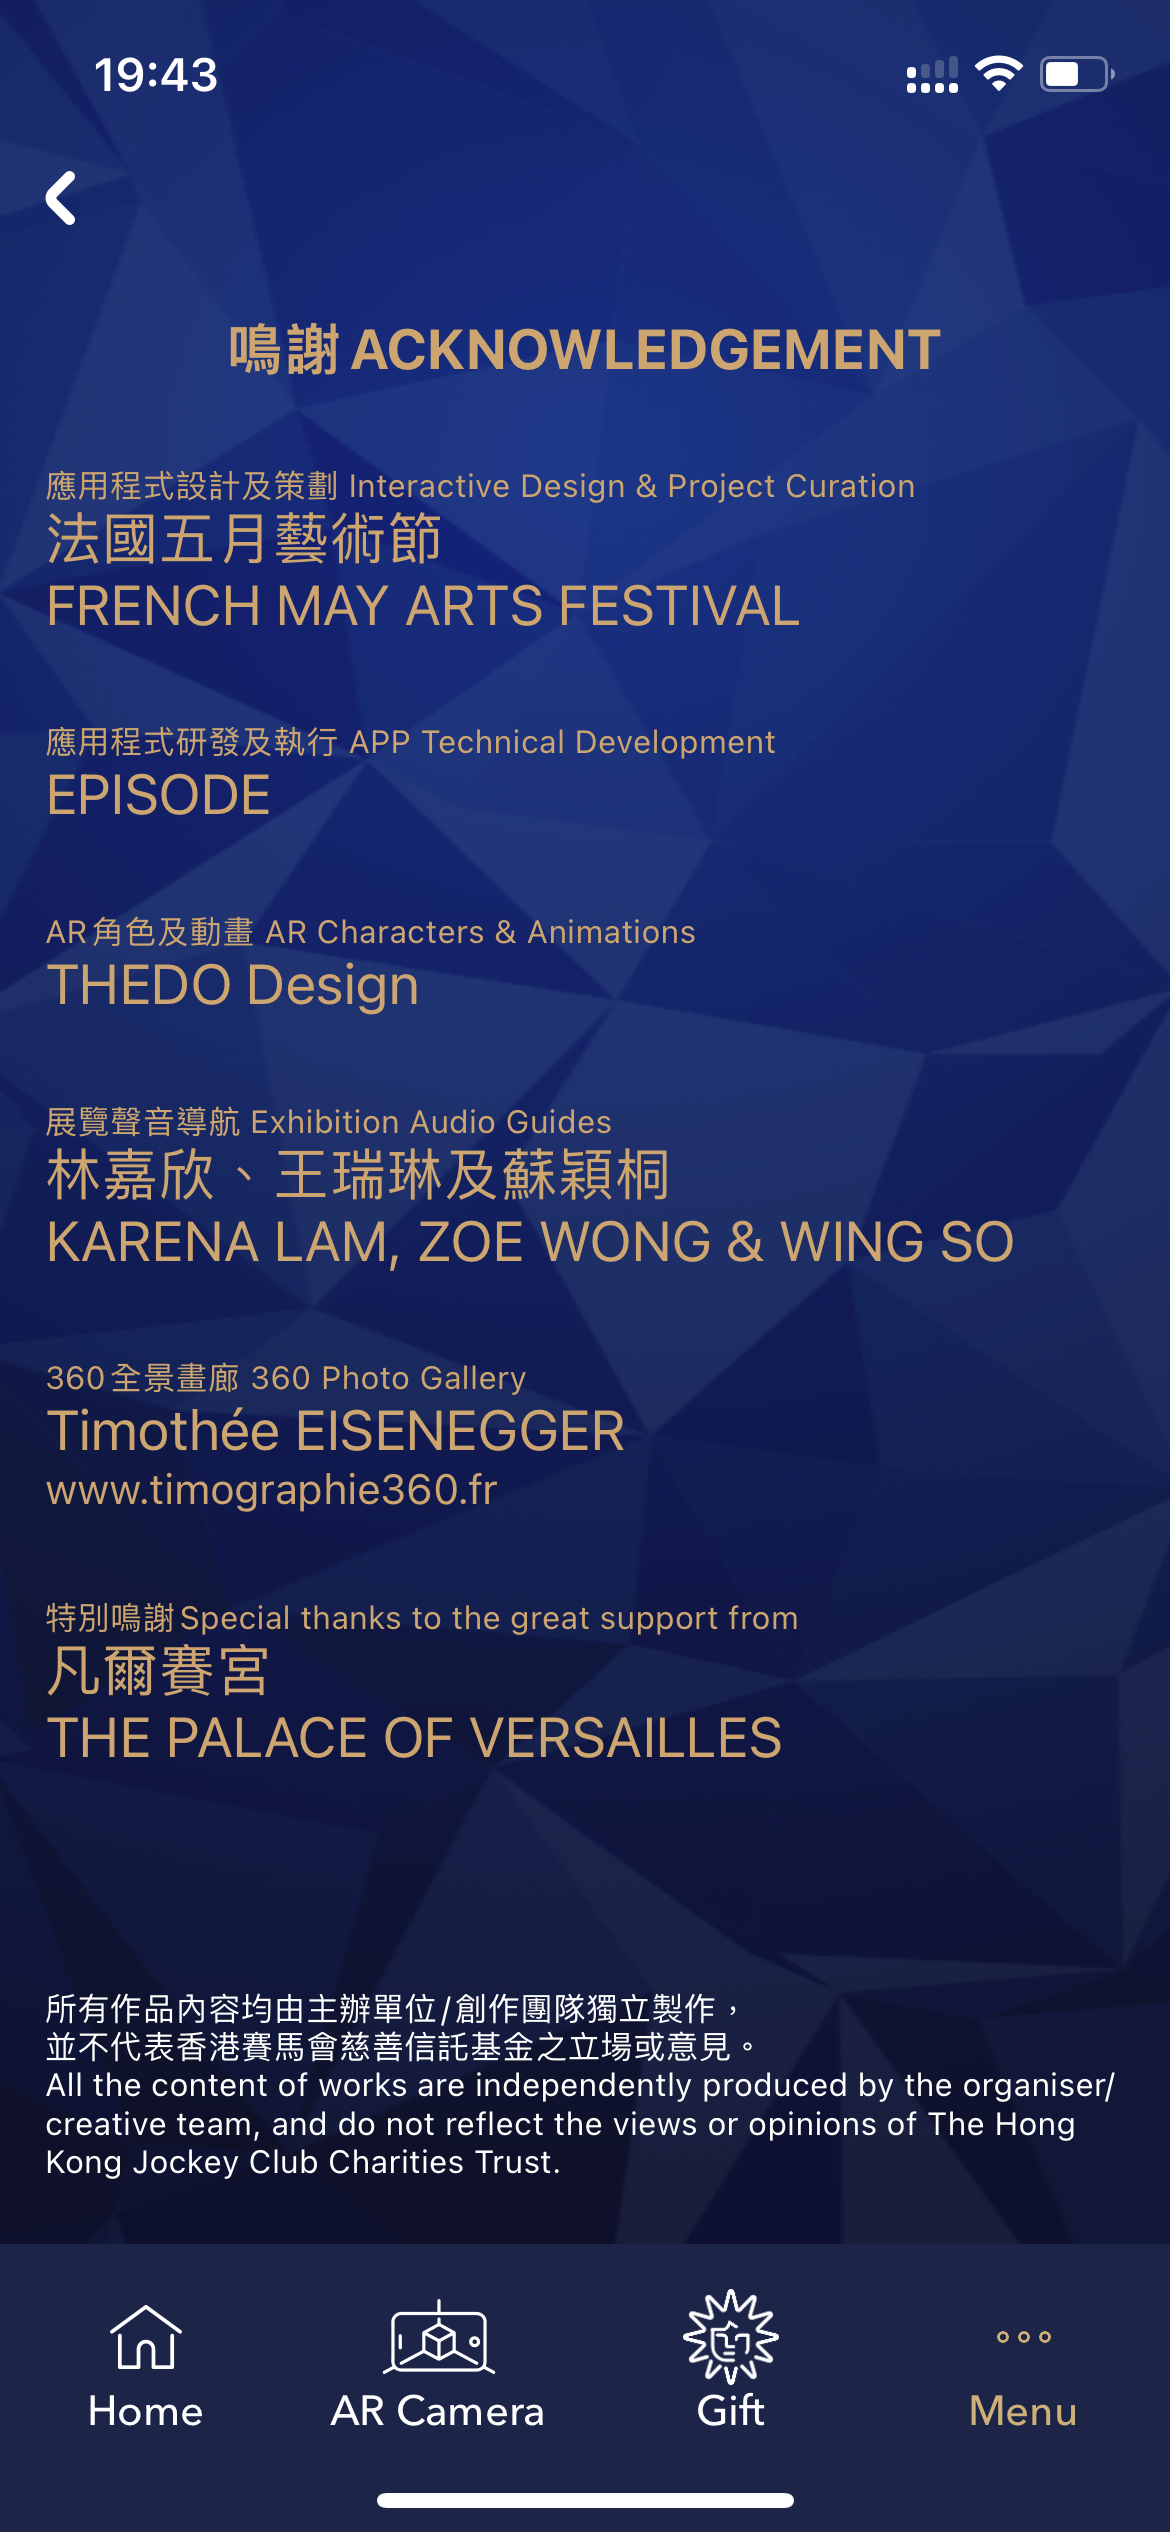 19:43
鳴謝 ACKNOWLEDGEMENT
應用程式設計及策劃 Interactive Design & Project Curation
法國五月藝術節
FRENCH MAY ARTS FESTIVAL
應用程式研發及執行 APP Technical Development
EPISODE
AR角色及動畫 AR Characters & Animations
THEDO Design
展覽聲音導航 Exhibition Audio Guides
林嘉欣、王瑞琳及蘇穎桐
KARENA LAM, ZOE WONG & WING SO
360全景畫廊 360 Photo Gallery
Timothée EISENEGGER
www.timographie360.fr
特別鳴謝Special thanks to the great support from
凡爾賽宮
THE PALACE OF VERSAILLES
所有作品內容均由主辦單位/創作團隊獨立製作，
並不代表香港賽馬會慈善信託基金之立場或意見。
All the content of works are independently produced by the organiser/
creative team, and do not reflect the views or opinions of The Hong
Kong Jockey Club Charities Trust.
Home AR Camera Gift Menu